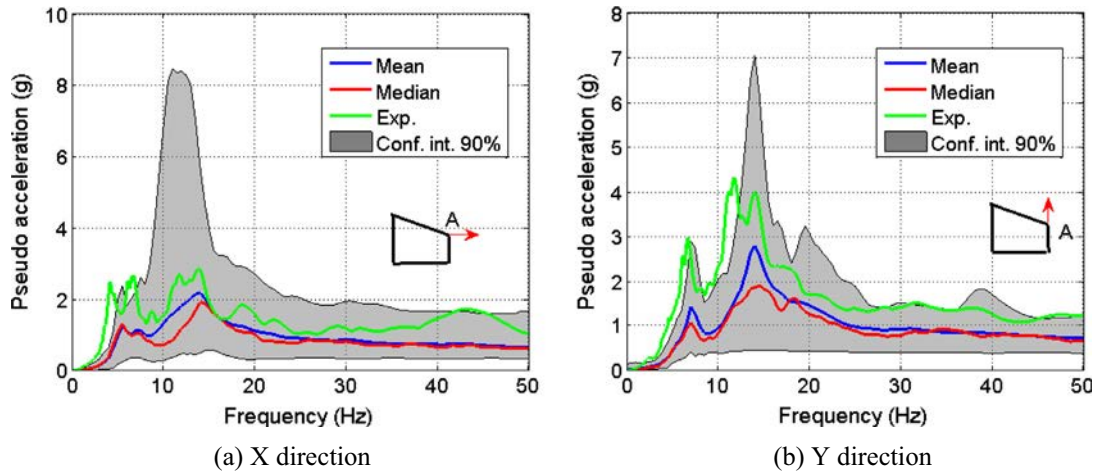 10
8
6
4
2
0
Pseudo acceleration (g)
Mean
Median
Exp.
Conf. int. 90%
A
0 10 20 30 40 50
Frequency (Hz)
(a) X direction
8
7
6
5
4
3
2
1
0
Pseudo acceleration (g)
Mean
Median
Exp.
Conf. int. 90%
A
0 10 20 30 40 50
Frequency (Hz)
(b) Y direction